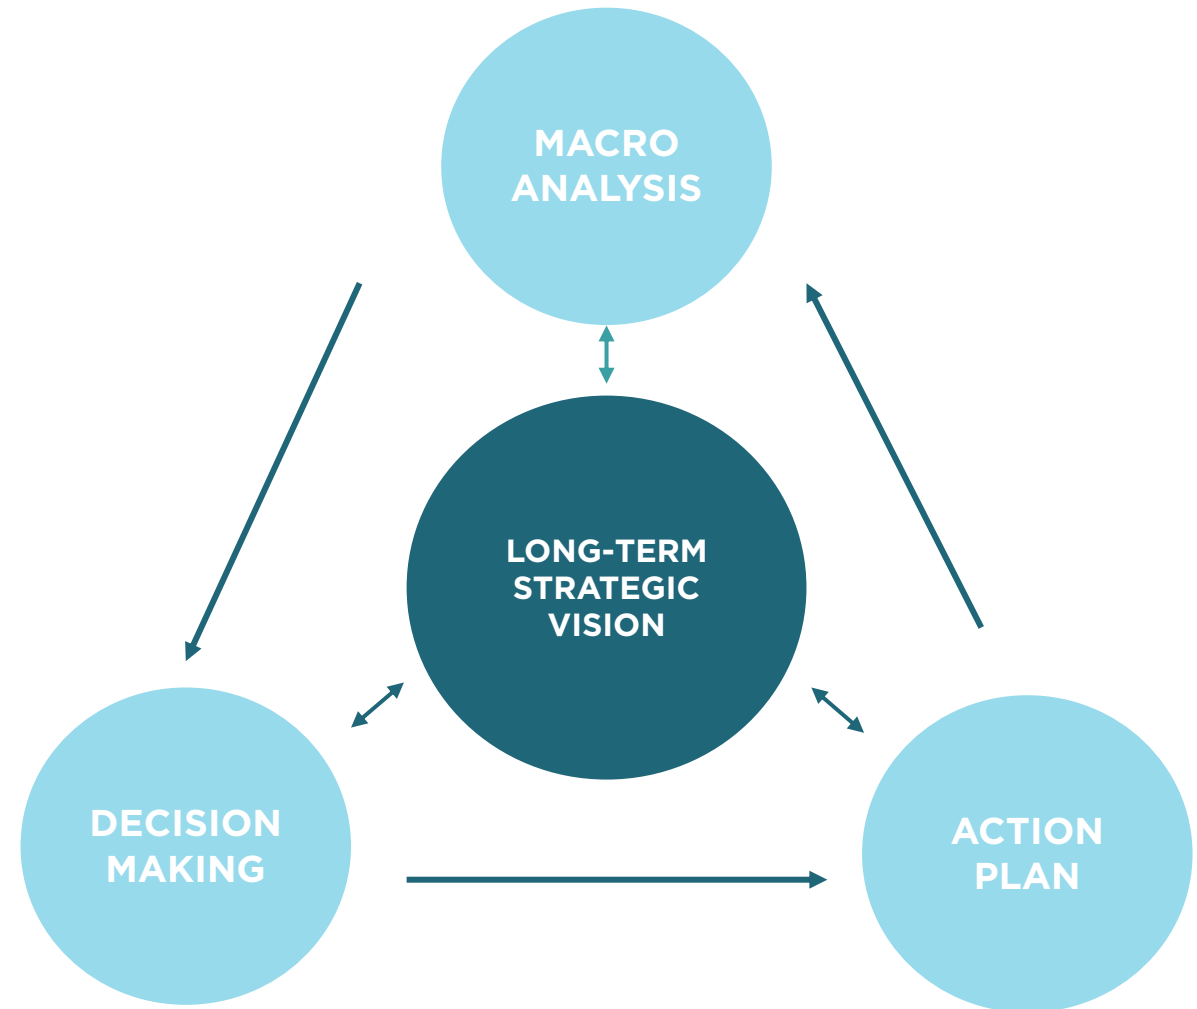 MACRO
ANALYSIS
LONG-TERM
STRATEGIC
VISION
DECISION
MAKING
ACTION
PLAN